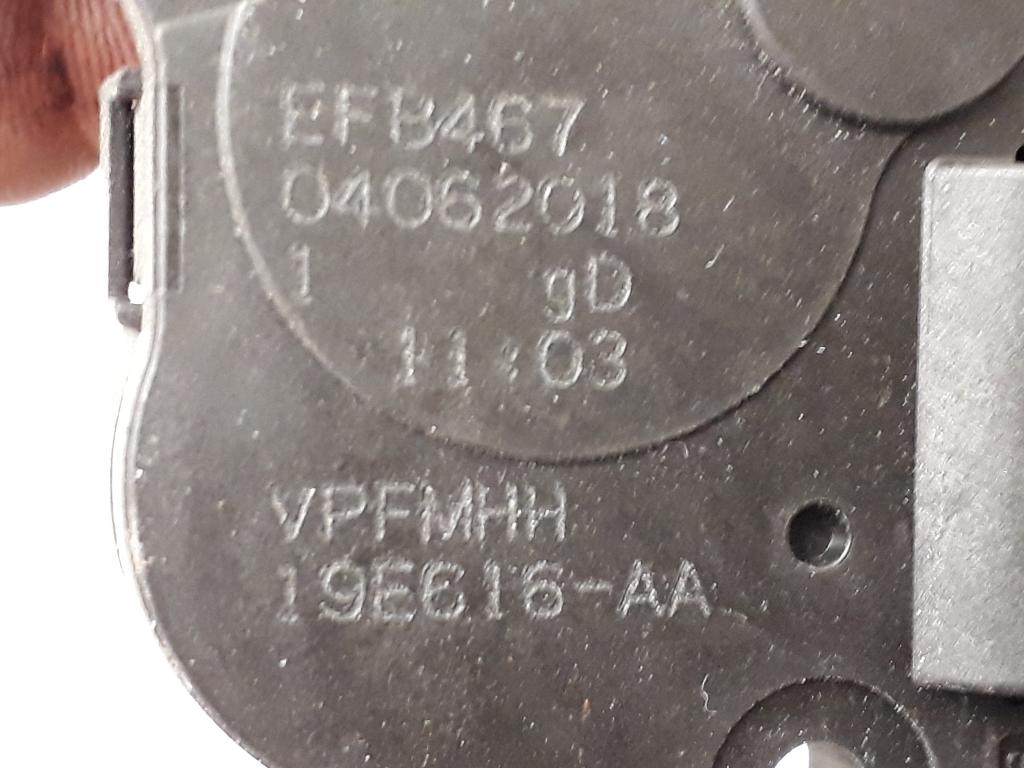 EFB467
04062018
1 gD
11:03
VPFMHH
19E616-AA